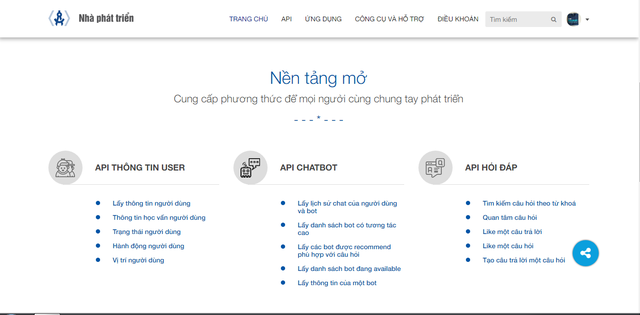 Nhà phát triển
TRANG CHỦ API ỨNG DỤNG CÔNG CỤ VÀ HỖ TRỢ ĐIỀU KHOẢN Tìm kiếm
Nền tảng mở
Cung cấp phương thức để mọi người cùng chung tay phát triển
API THÔNG TIN USER
Lấy thông tin người dùng
Thông tin học vấn người dùng
Trạng thái người dùng
Hành động người dùng
Vị trí người dùng
API CHATBOT
Lấy lịch sử chat của người dùng
và bot
Lấy danh sách bot có tương tác
cao
Lấy các bot được recommend
phù hợp với câu hỏi
Lấy danh sách bot đang available
Lấy thông tin của một bot
API HỎI ĐÁP
Tìm kiếm câu hỏi theo từ khoá
Quan tâm câu hỏi
Like một câu trả lời
Like một câu hỏi
Tạo câu trả lời một câu hỏi